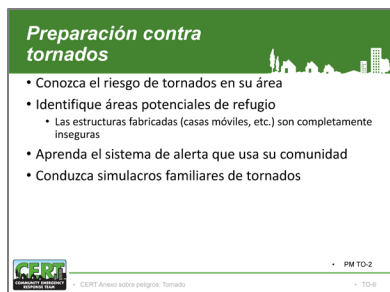 Preparación contra
tornados
• Conozca el riesgo de tornados en su área
• Identifique áreas potenciales de refugio
• Las estructuras fabricadas (casas móviles, etc.) son completamente
inseguras
• Aprenda el sistema de alerta que usa su comunidad
• Conduzca simulacros familiares de tornados
• PM TO-2
CERT
COMMUNITY EMERGENCY
RESPONSE TEAM
• CERT Anexo sobre peligros: Tornado
• TO-6